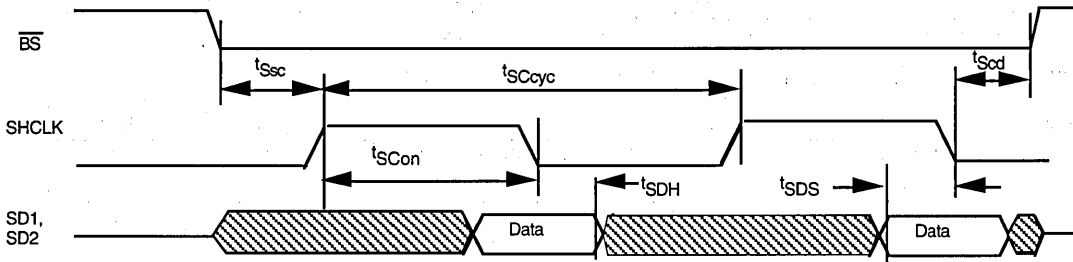 BS
tSsc
tSCcyc
tScd
SHCLK
tSCon
tSDH
tSDS
SD1,
SD2
Data
Data